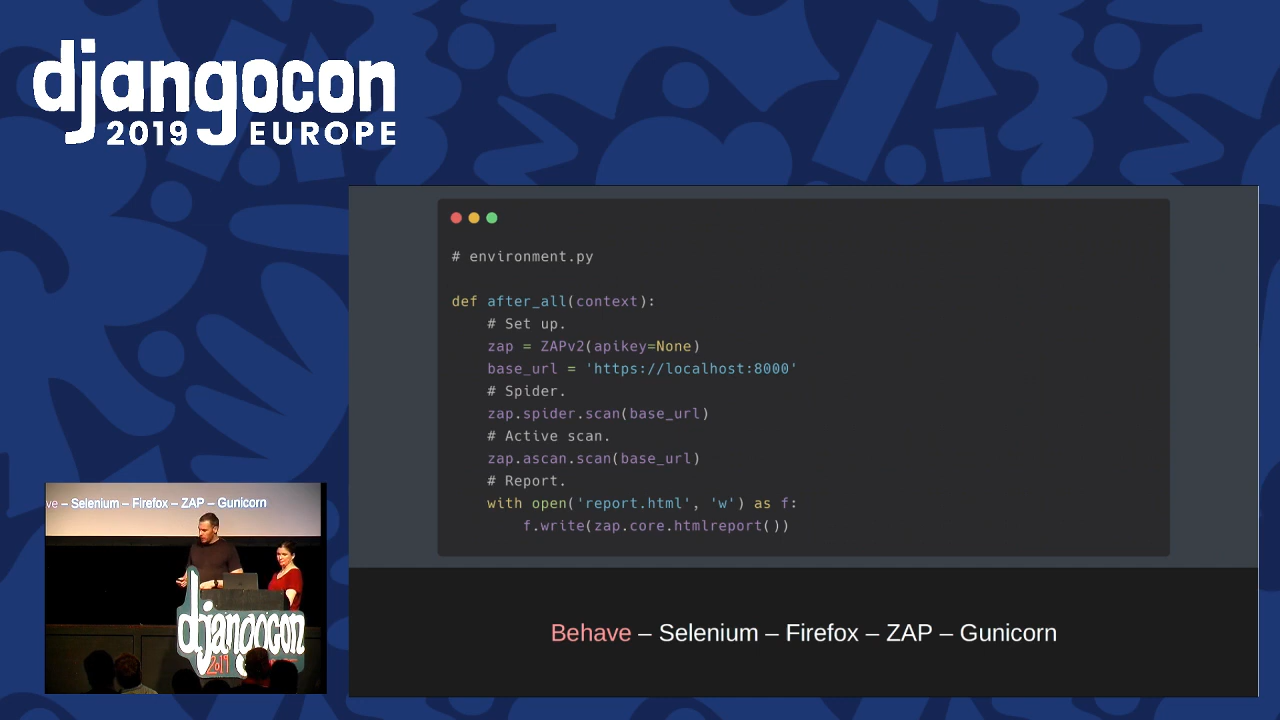 djangocon
2019 EUROPE
# environment.py
def after_all(context):
# Set up.
zap = ZAPv2(apikey=None)
base_url = 'https://localhost:8000'
# Spider.
zap.spider.scan(base_url)
# Active scan.
zap.ascan.scan(base_url)
# Report.
with open('report.html', 'w') as f:
f.write(zap.core.htmlreport())
Behave – Selenium – Firefox – ZAP – Gunicorn
ve – Selenium – Firefox – ZAP – Gunicorn
djangocon
2019